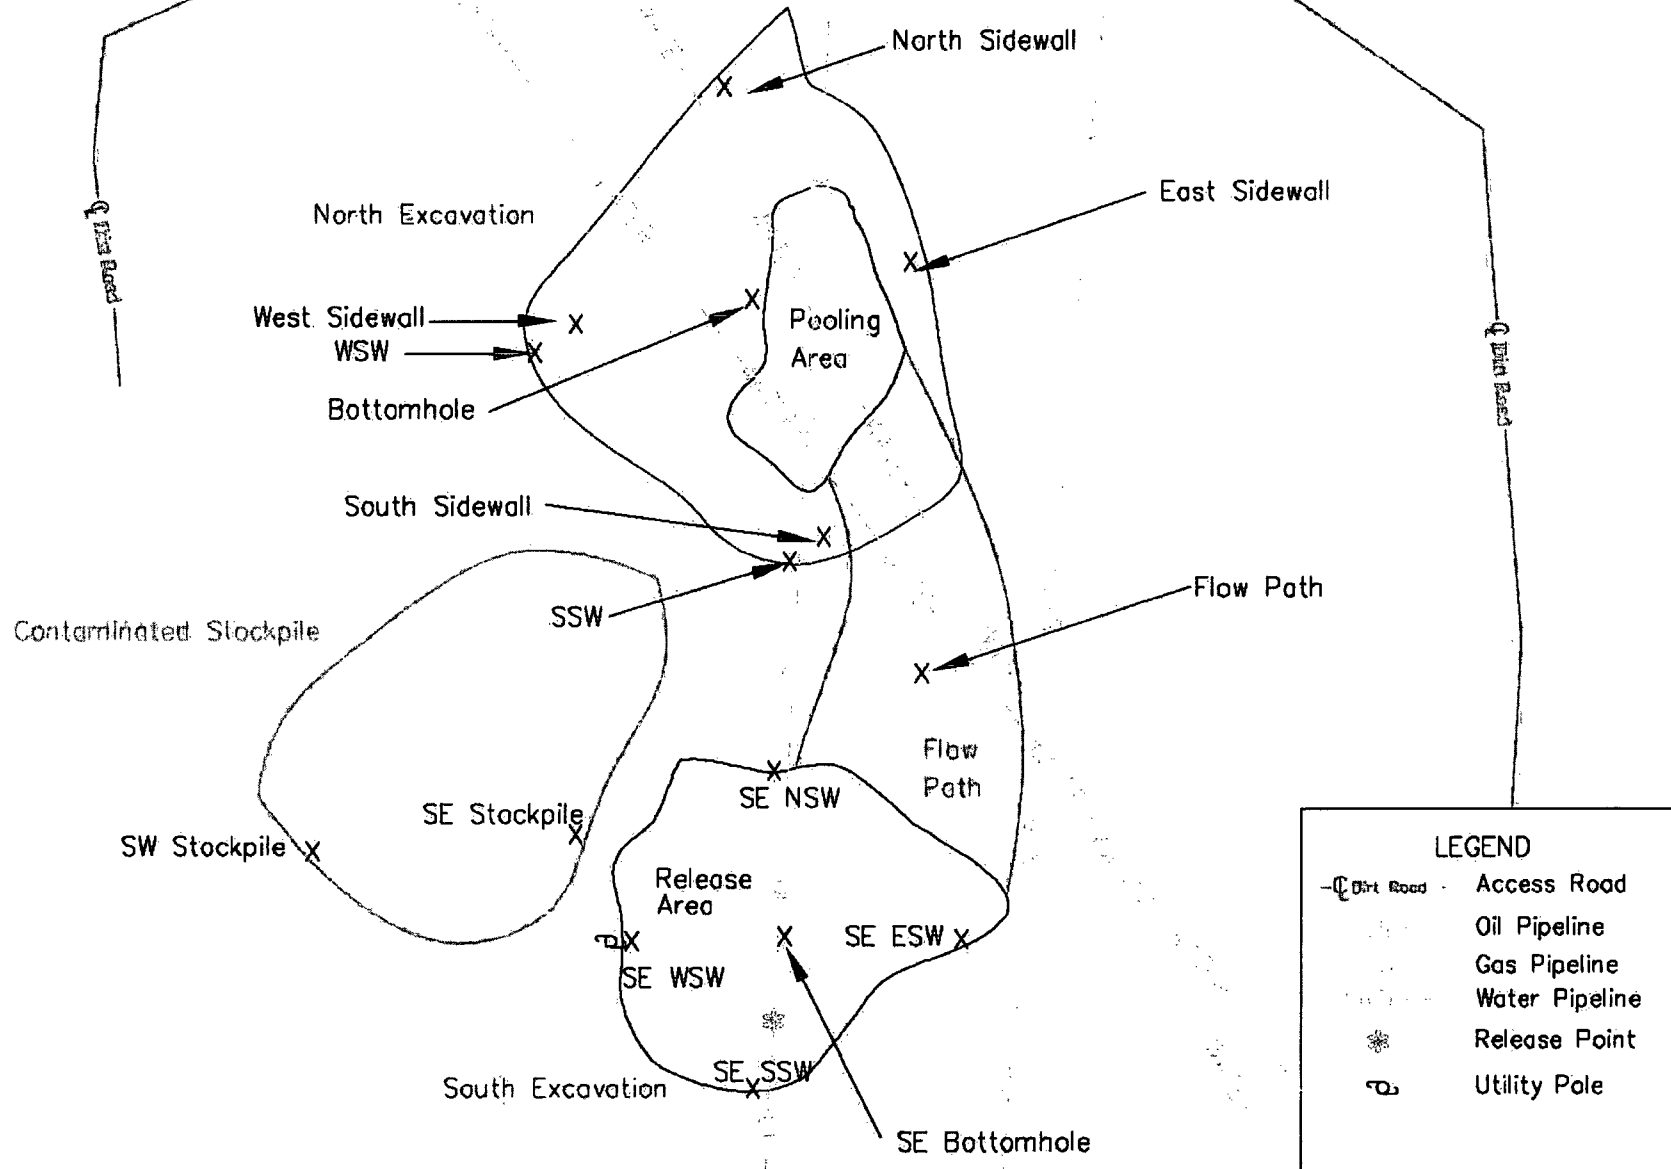 North Sidewall
East Sidewall
North Excavation
Dirt Road
West Sidewall
WSW
Pooling
Area
Dirt Road
Bottomhole
South Sidewall
SSW
Flow Path
Contaminated Stockpile
Flow
Path
SE NSW
SE Stockpile
SW Stockpile
Release
Area
SE ESW
SE WSW
SE SSW
South Excavation
SE Bottomhole
LEGEND
Dirt Road Access Road
Oil Pipeline
Gas Pipeline
Water Pipeline
Release Point
Utility Pole